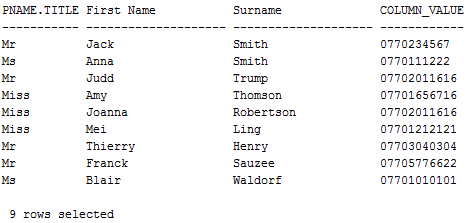 PNAME.TITLE First Name           Surname              COLUMN_VALUE
----------- -------------------- -------------------- ------------
Mr          Jack                 Smith                0770234567
Ms          Anna                 Smith                0770111222
Mr          Judd                 Trump                07702011616
Miss        Amy                  Thomson              07701656716
Miss        Joanna               Robertson            07702011616
Miss        Mei                  Ling                 07701212121
Mr          Thierry              Henry                07703040304
Mr          Franck               Sauzee               07705776622
Ms          Blair                Waldorf              07701010101
9 rows selected